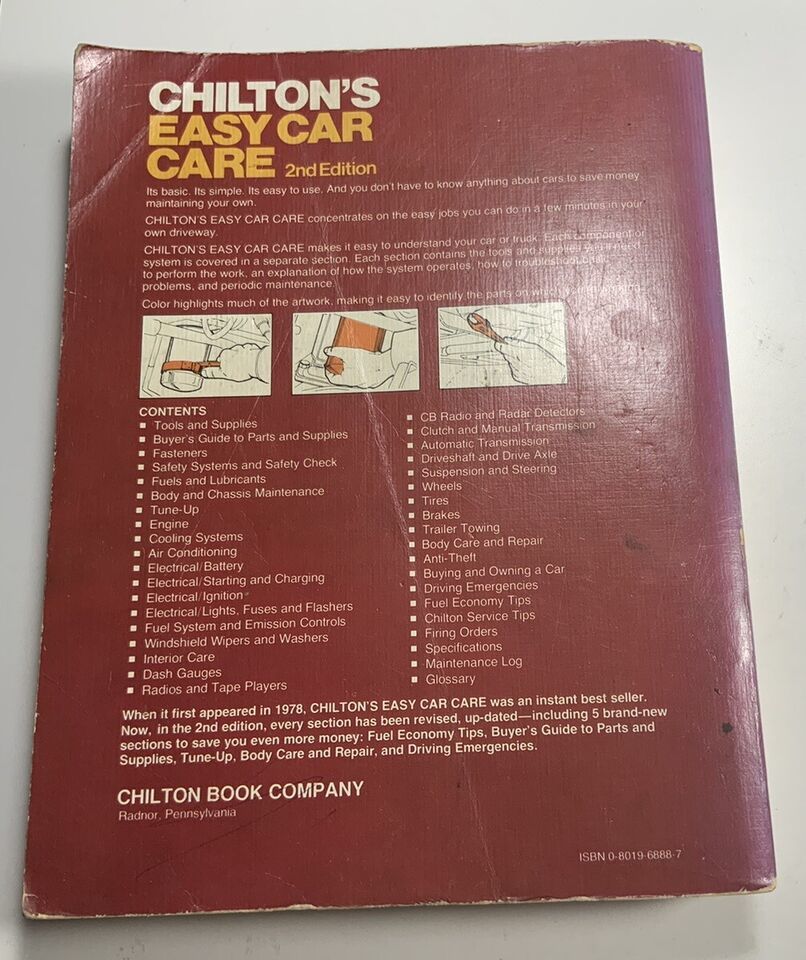 CHILTON'S
EASY CAR
CARE 2nd Edition
Its basic. Its simple. Its easy to use. And you don't have to know anything about cars to save money
maintaining your own.
CHILTON'S EASY CAR CARE concentrates on the easy jobs you can do in a few minutes in your
own driveway.
CHILTON'S EASY CAR CARE makes it easy to understand your car or truck. Each component or
system is covered in a separate section. Each section contains the tools and supplies you'll need
to perform the work, an explanation of how the system operates, how to troubleshoot
problems, and periodic maintenance.
Color highlights much of the artwork, making it easy to identify the parts on which
CONTENTS
▪ Tools and Supplies
▪ Buyer's Guide to Parts and Supplies
▪ Fasteners
▪ Safety Systems and Safety Check
▪ Fuels and Lubricants
▪ Body and Chassis Maintenance
▪ Tune-Up
▪ Engine
▪ Cooling Systems
▪ Air Conditioning
▪ Electrical/Battery
▪ Electrical/Starting and Charging
▪ Electrical/Ignition
▪ Electrical/Lights, Fuses and Flashers
▪ Fuel System and Emission Controls
▪ Windshield Wipers and Washers
▪ Interior Care
▪ Dash Gauges
▪ Radios and Tape Players
▪ CB Radio and Radar Detectors
▪ Clutch and Manual Transmission
▪ Automatic Transmission
▪ Driveshaft and Drive Axle
▪ Suspension and Steering
▪ Wheels
▪ Tires
▪ Brakes
▪ Trailer Towing
▪ Body Care and Repair
▪ Anti-Theft
▪ Buying and Owning a Car
▪ Driving Emergencies
▪ Fuel Economy Tips
▪ Chilton Service Tips
▪ Firing Orders
▪ Specifications
▪ Maintenance Log
▪ Glossary
When it first appeared in 1978, CHILTON'S EASY CAR CARE was an instant best seller.
Now, in the 2nd edition, every section has been revised, up-dated—including 5 brand-new
sections to save you even more money: Fuel Economy Tips, Buyer's Guide to Parts and
Supplies, Tune-Up, Body Care and Repair, and Driving Emergencies.
CHILTON BOOK COMPANY
Radnor, Pennsylvania
ISBN 0-8019-6888-7